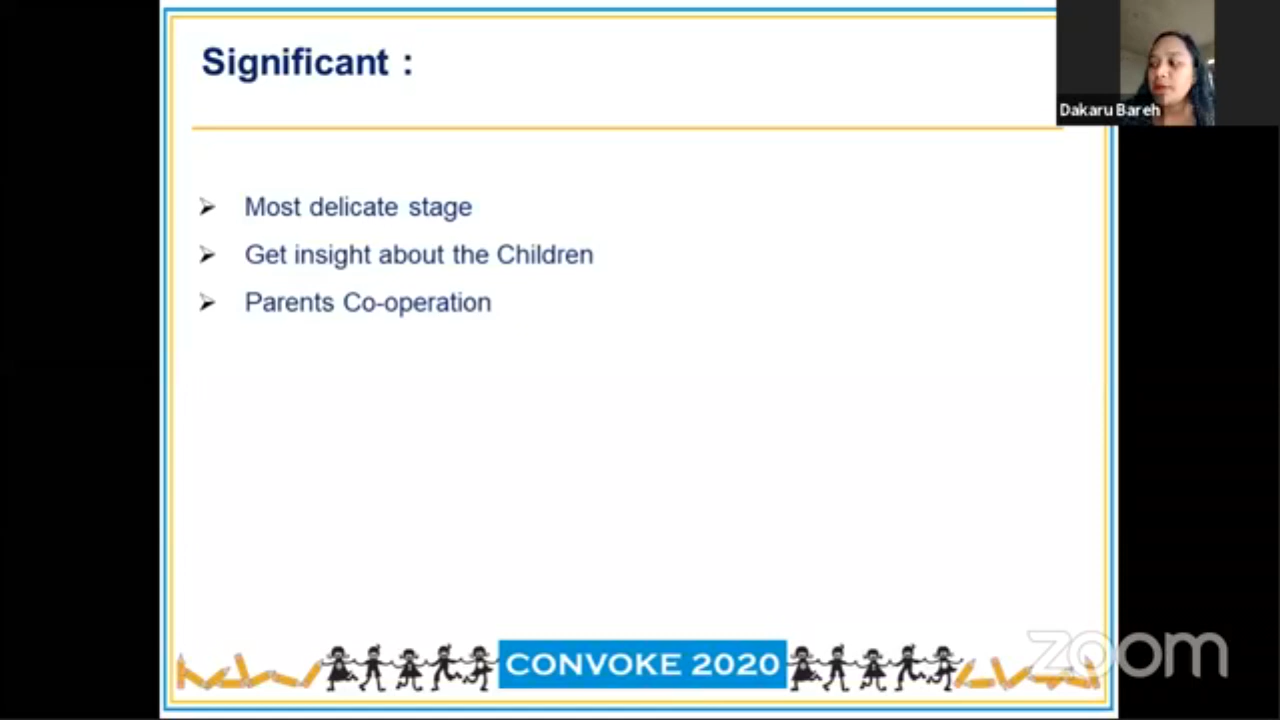 Significant :
Dakaru Bareh
Most delicate stage
Get insight about the Children
Parents Co-operation
CONVOKE 2020
zoom